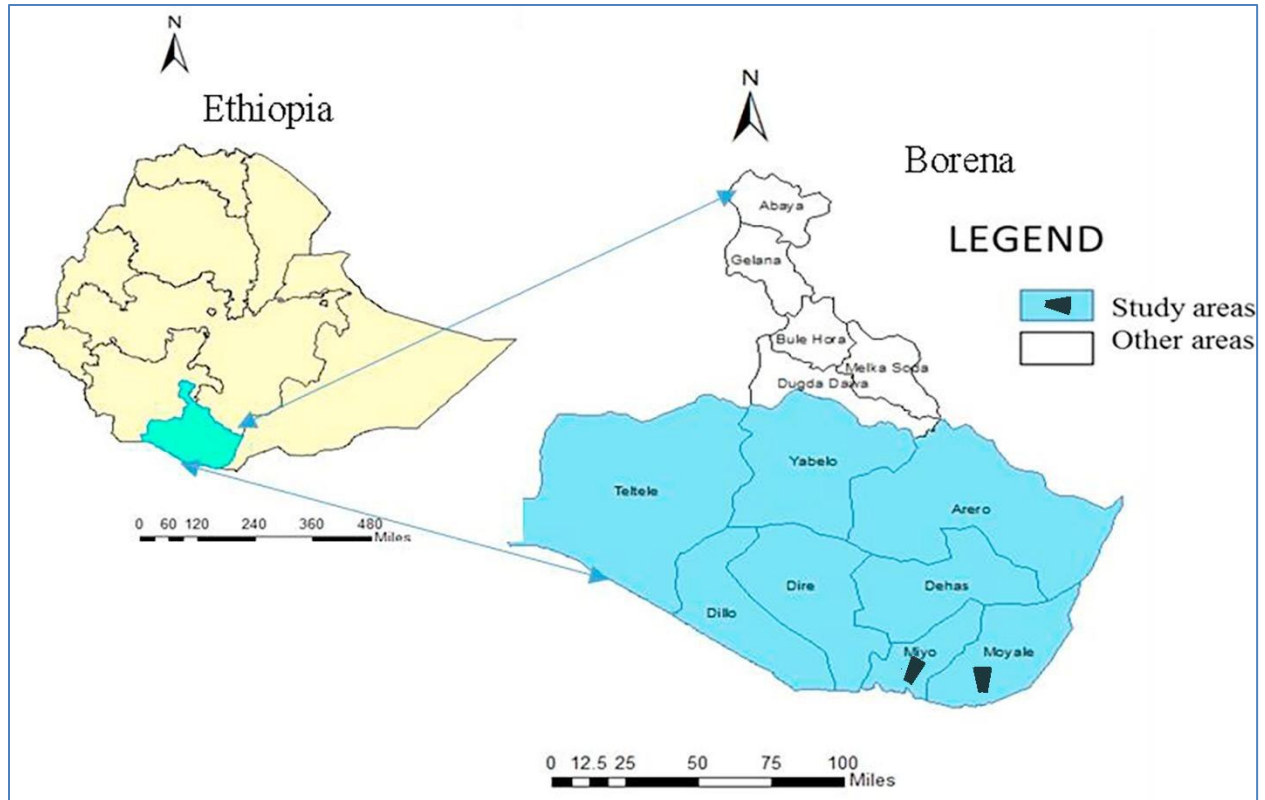 N
Ethiopia
N
Borena
Abaya
LEGEND
Gelana
Study areas
Bule Hora
Other areas
Melka Soda
Dugda Dawa
Yabelo
Teltele
Arero
0 60 120 240 360 480
Miles
Dire
Dehas
Dillo
Miyo
Moyale
0 12.5 25 50 75 100
Miles